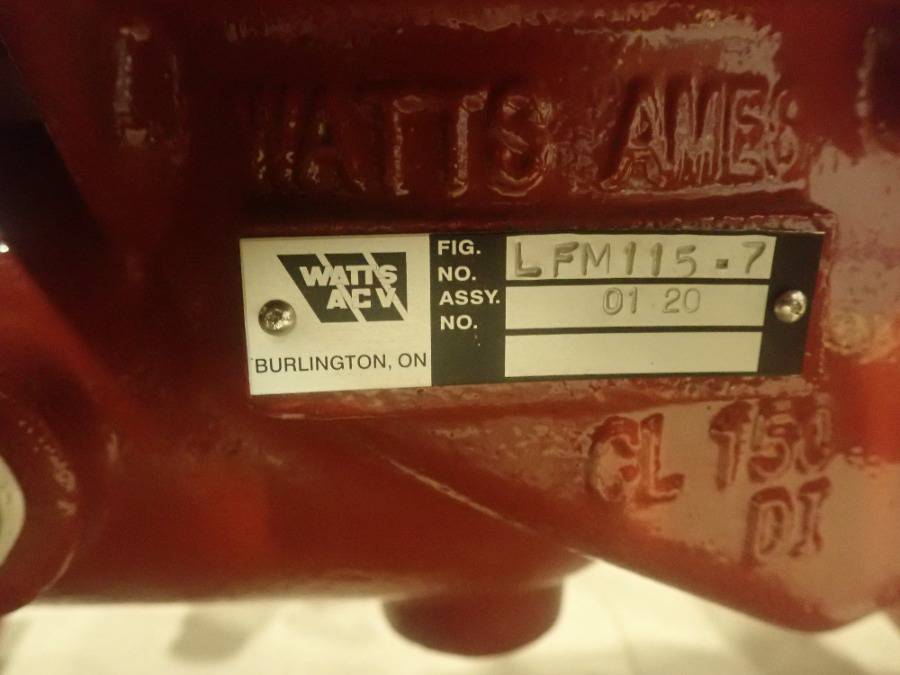 WATTS AMES
WATTS
ACV
BURLINGTON, ON
FIG.
NO.
LFM115-7
ASSY.
NO.
01 20
CL 150
DI